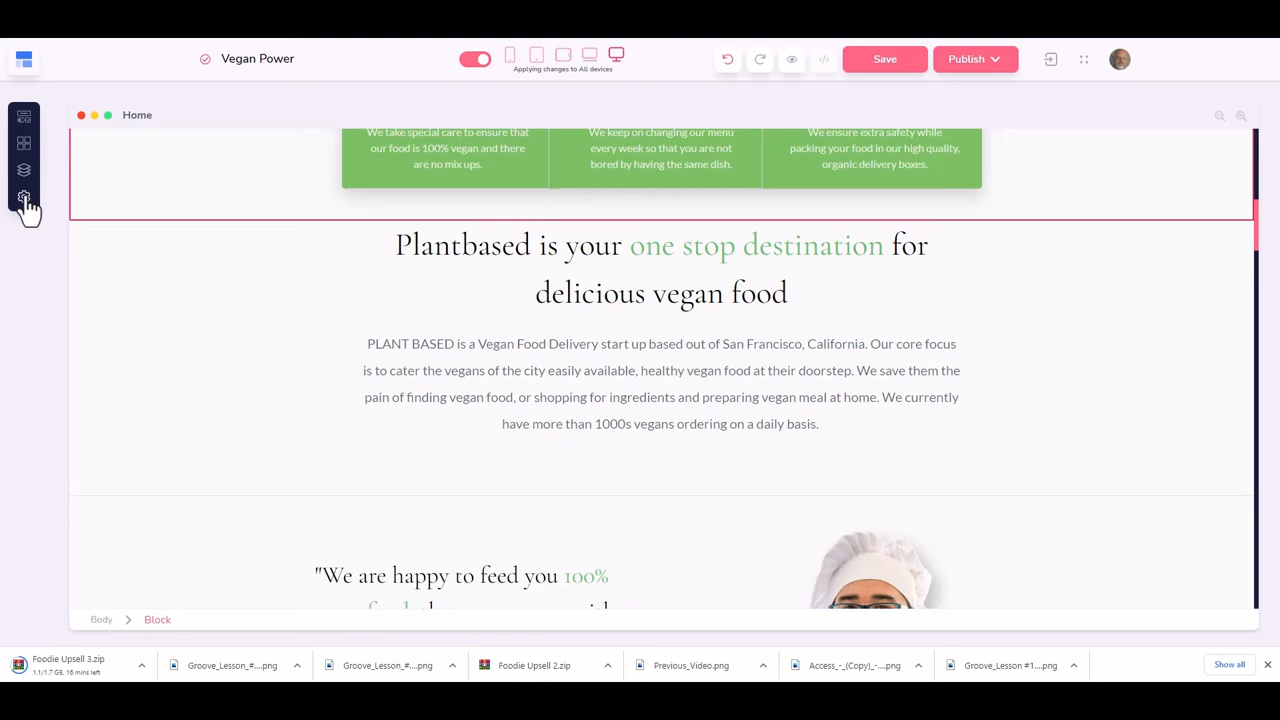 Vegan Power
Applying changes to All devices
Save
Publish
Home
We take special care to ensure that
our food is 100% vegan and there
are no mix ups.
We keep on changing our menu
every week so that you are not
bored by having the same dish.
We ensure extra safety while
packing your food in our high quality,
organic delivery boxes.
Plantbased is your one stop destination for
delicious vegan food
PLANT BASED is a Vegan Food Delivery start up based out of San Francisco, California. Our core focus
is to cater the vegans of the city easily available, healthy vegan food at their doorstep. We save them the
pain of finding vegan food, or shopping for ingredients and preparing vegan meal at home. We currently
have more than 1000s vegans ordering on a daily basis.
"We are happy to feed you 100%
Body
Block
Foodie Upsell 3.zip
1.1/1.7 GB, 16 mins left
Groove_Lesson_#....png
Groove_Lesson_#....png
Foodie Upsell 2.zip
Previous_Video.png
Access_-_(Copy)_-....png
Groove_Lesson #1....png
Show all